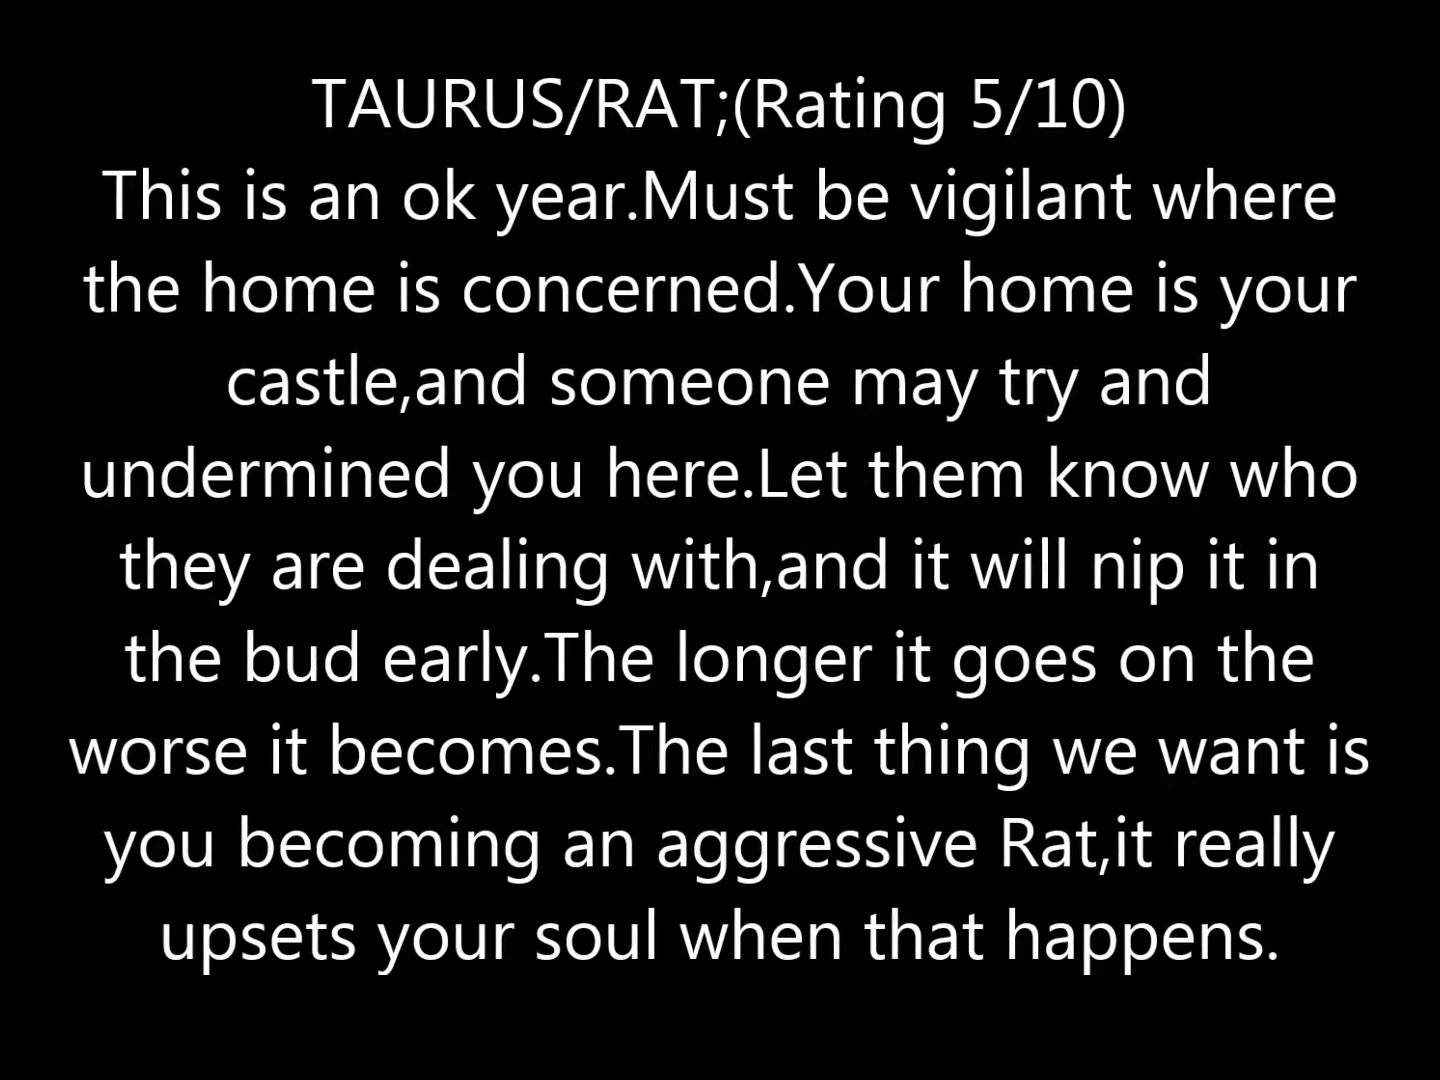 TAURUS/RAT;(Rating 5/10)
This is an ok year.Must be vigilant where
the home is concerned.Your home is your
castle,and someone may try and
undermined you here.Let them know who
they are dealing with,and it will nip it in
the bud early.The longer it goes on the
worse it becomes.The last thing we want is
you becoming an aggressive Rat,it really
upsets your soul when that happens.